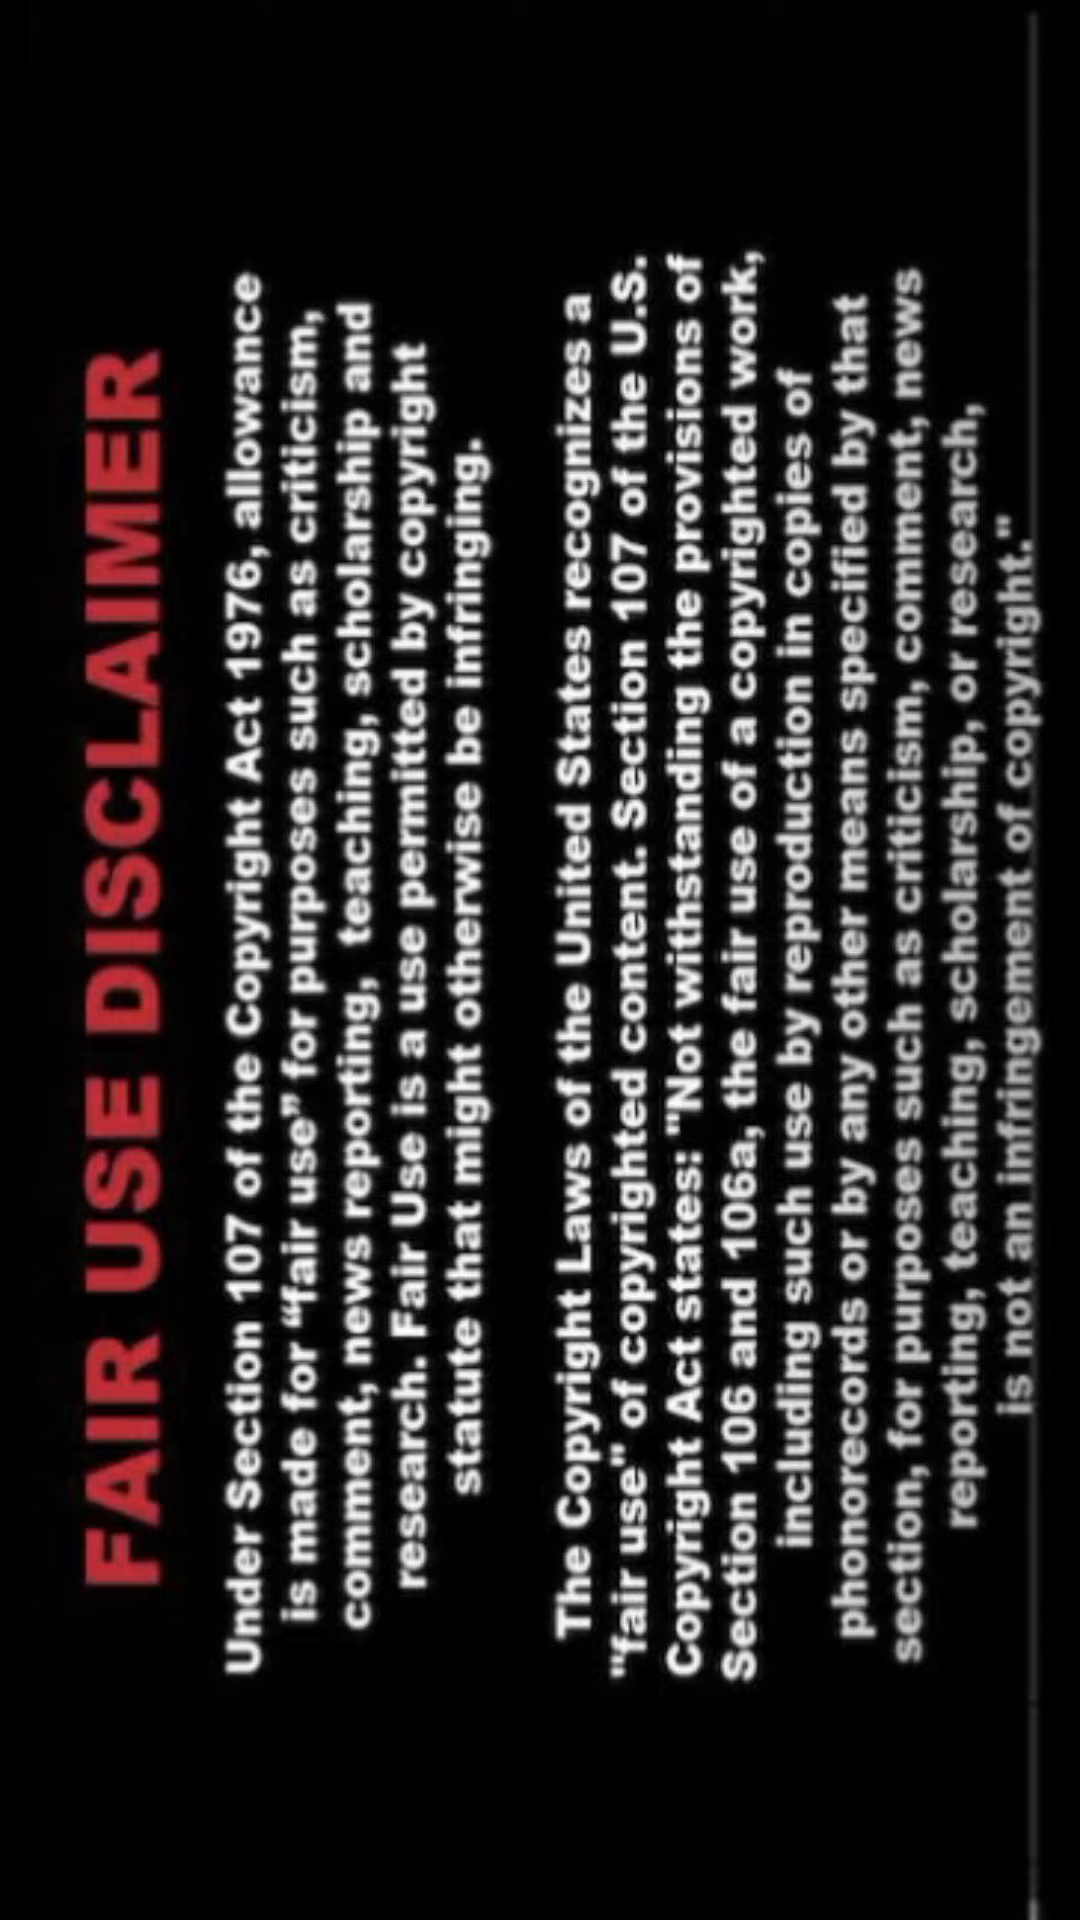 FAIR USE DISCLAIMER
Under Section 107 of the Copyright Act 1976, allowance
is made for “fair use” for purposes such as criticism,
comment, news reporting, teaching, scholarship and
research. Fair Use is a use permitted by copyright
statute that might otherwise be infringing.
The Copyright Laws of the United States recognizes a
"fair use" of copyrighted content. Section 107 of the U.S.
Copyright Act states: "Not withstanding the provisions of
Section 106 and 106a, the fair use of a copyrighted work,
including such use by reproduction in copies of
phonorecords or by any other means specified by that
section, for purposes such as criticism, comment, news
reporting, teaching, scholarship, or research,
is not an infringement of copyright."